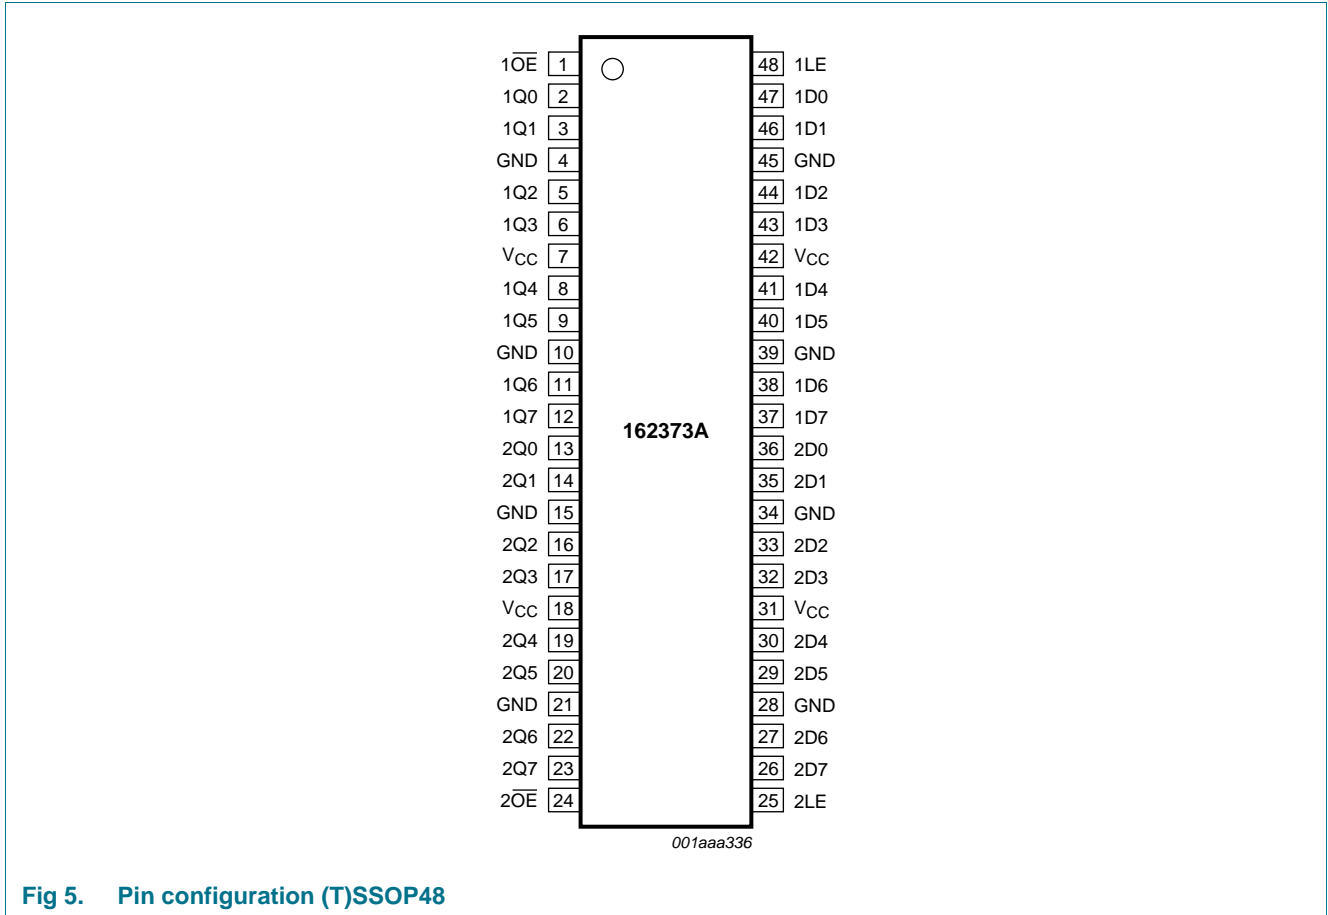 1O̅E̅ 1 48 1LE
1Q0 2 47 1D0
1Q1 3 46 1D1
GND 4 45 GND
1Q2 5 44 1D2
1Q3 6 43 1D3
VCC 7 42 VCC
1Q4 8 41 1D4
1Q5 9 40 1D5
GND 10 39 GND
1Q6 11 38 1D6
1Q7 12 37 1D7
162373A
2Q0 13 36 2D0
2Q1 14 35 2D1
GND 15 34 GND
2Q2 16 33 2D2
2Q3 17 32 2D3
VCC 18 31 VCC
2Q4 19 30 2D4
2Q5 20 29 2D5
GND 21 28 GND
2Q6 22 27 2D6
2Q7 23 26 2D7
2O̅E̅ 24 25 2LE
001aaa336
Fig 5. Pin configuration (T)SSOP48